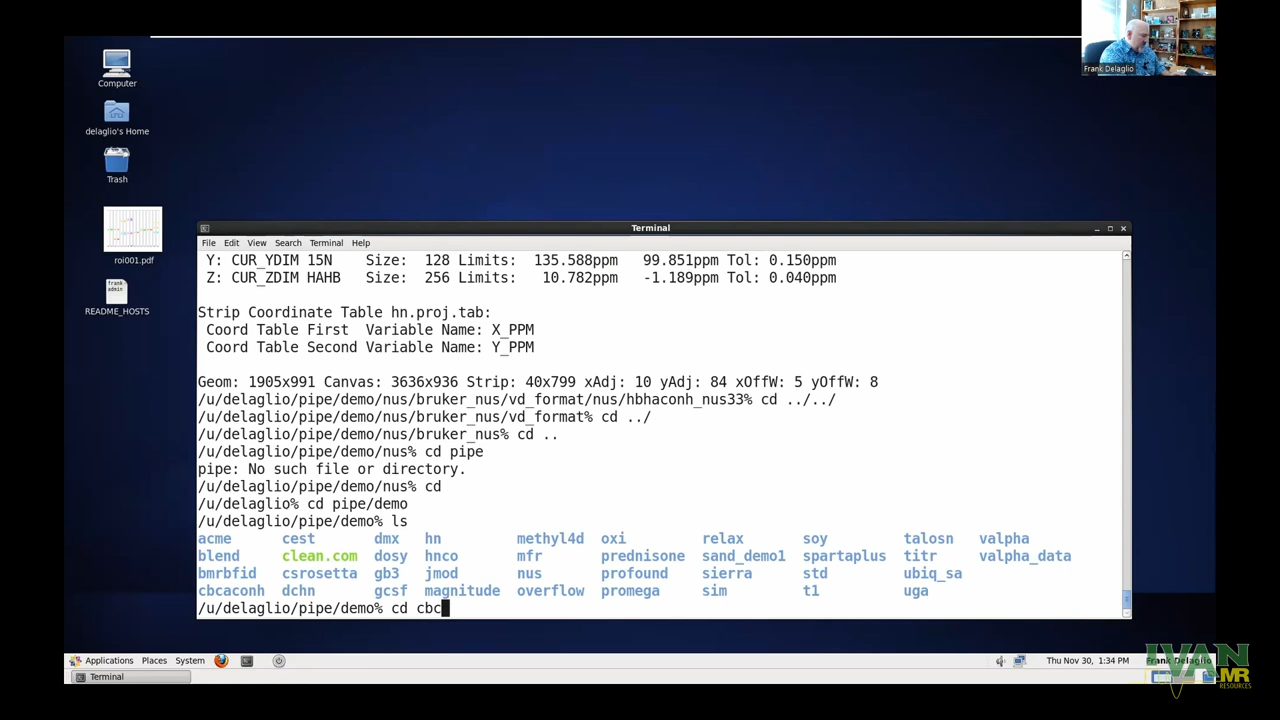 Frank Delaglio
Computer
delaglio's Home
Trash
roi001.pdf
frank-
admin
README_HOSTS
Terminal
File Edit View Search Terminal Help
Y: CUR_YDIM 15N Size: 128 Limits: 135.588ppm 99.851ppm Tol: 0.150ppm
Z: CUR_ZDIM HAHB Size: 256 Limits: 10.782ppm -1.189ppm Tol: 0.040ppm
Strip Coordinate Table hn.proj.tab:
Coord Table First Variable Name: X_PPM
Coord Table Second Variable Name: Y_PPM
Geom: 1905x991 Canvas: 3636x936 Strip: 40x799 xAdj: 10 yAdj: 84 xOffW: 5 yOffW: 8
/u/delaglio/pipe/demo/nus/bruker_nus/vd_format/nus/hbhaconh_nus33% cd ../../
/u/delaglio/pipe/demo/nus/bruker_nus/vd_format% cd ../
/u/delaglio/pipe/demo/nus/bruker_nus% cd ..
/u/delaglio/pipe/demo/nus% cd pipe
pipe: No such file or directory.
/u/delaglio/pipe/demo/nus% cd
/u/delaglio% cd pipe/demo
/u/delaglio/pipe/demo% ls
acme cest dmx hn methyl4d oxi relax soy talosn valpha
blend clean.com dosy hnco mfr prednisone sand_demo1 spartaplus titr valpha_data
bmrbfid csrosetta gb3 jmod nus profound sierra std ubiq_sa
cbcaconh dchn gcsf magnitude overflow promega sim t1 uga
/u/delaglio/pipe/demo% cd cbc
Applications Places System Thu Nov 30, 1:34 PM Frank Delaglio
Terminal
IVAN
.MR
RESOURCES